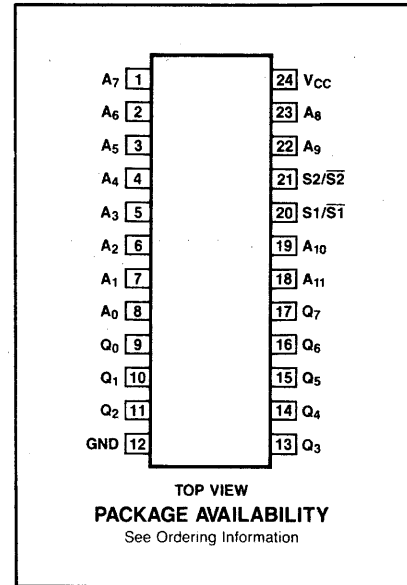 A7 1 24 VCC
A6 2 23 A8
A5 3 22 A9
A4 4 21 S2/S̅2̅
A3 5 20 S1/S̅1̅
A2 6 19 A10
A1 7 18 A11
A0 8 17 Q7
Q0 9 16 Q6
Q1 10 15 Q5
Q2 11 14 Q4
GND 12 13 Q3
TOP VIEW
PACKAGE AVAILABILITY
See Ordering Information